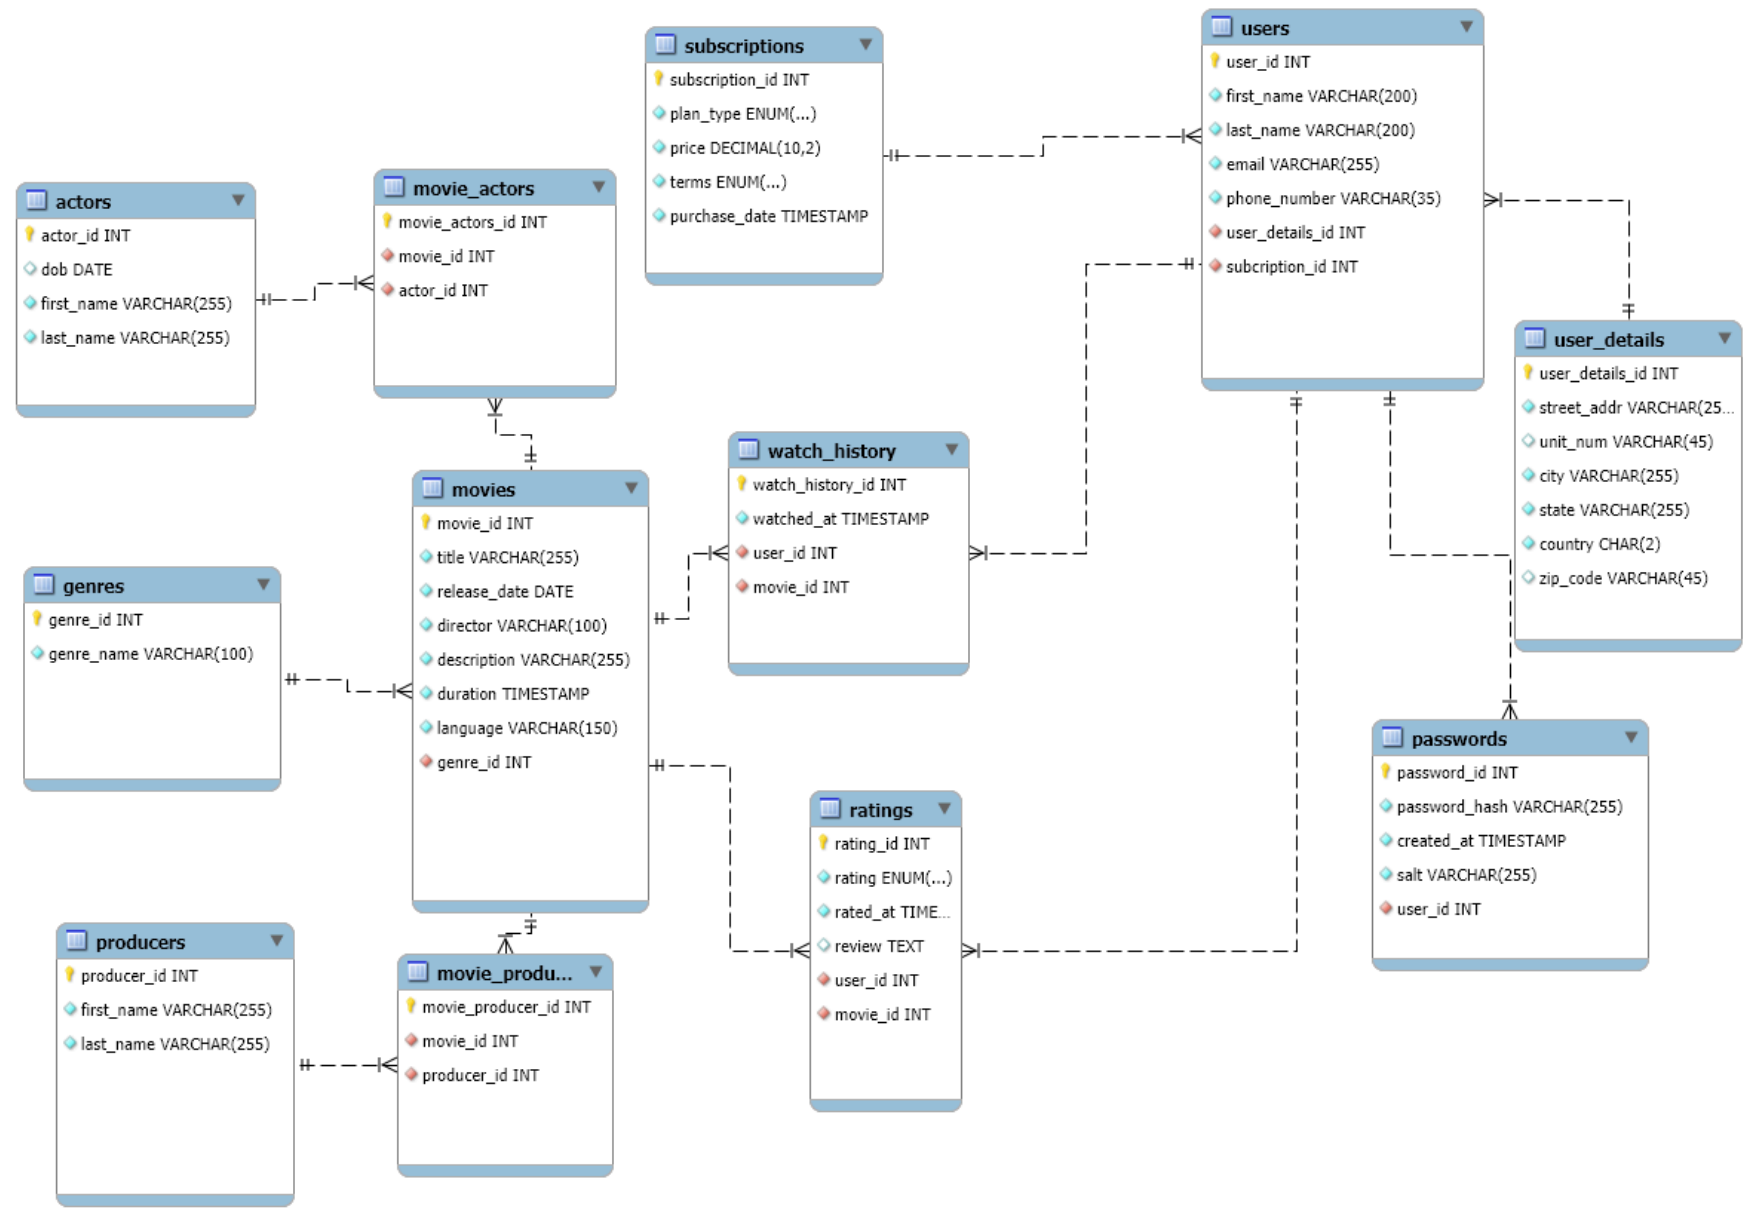 subscriptions
subscription_id INT
plan_type ENUM(...)
price DECIMAL(10,2)
terms ENUM(...)
purchase_date TIMESTAMP
users
user_id INT
first_name VARCHAR(200)
last_name VARCHAR(200)
email VARCHAR(255)
phone_number VARCHAR(35)
user_details_id INT
subcription_id INT
actors
actor_id INT
dob DATE
first_name VARCHAR(255)
last_name VARCHAR(255)
movie_actors
movie_actors_id INT
movie_id INT
actor_id INT
user_details
user_details_id INT
street_addr VARCHAR(25...
unit_num VARCHAR(45)
city VARCHAR(255)
state VARCHAR(255)
country CHAR(2)
zip_code VARCHAR(45)
watch_history
watch_history_id INT
watched_at TIMESTAMP
user_id INT
movie_id INT
movies
movie_id INT
title VARCHAR(255)
release_date DATE
director VARCHAR(100)
description VARCHAR(255)
duration TIMESTAMP
language VARCHAR(150)
genre_id INT
genres
genre_id INT
genre_name VARCHAR(100)
passwords
password_id INT
password_hash VARCHAR(255)
created_at TIMESTAMP
salt VARCHAR(255)
user_id INT
ratings
rating_id INT
rating ENUM(...)
rated_at TIME...
review TEXT
user_id INT
movie_id INT
producers
producer_id INT
first_name VARCHAR(255)
last_name VARCHAR(255)
movie_produ...
movie_producer_id INT
movie_id INT
producer_id INT